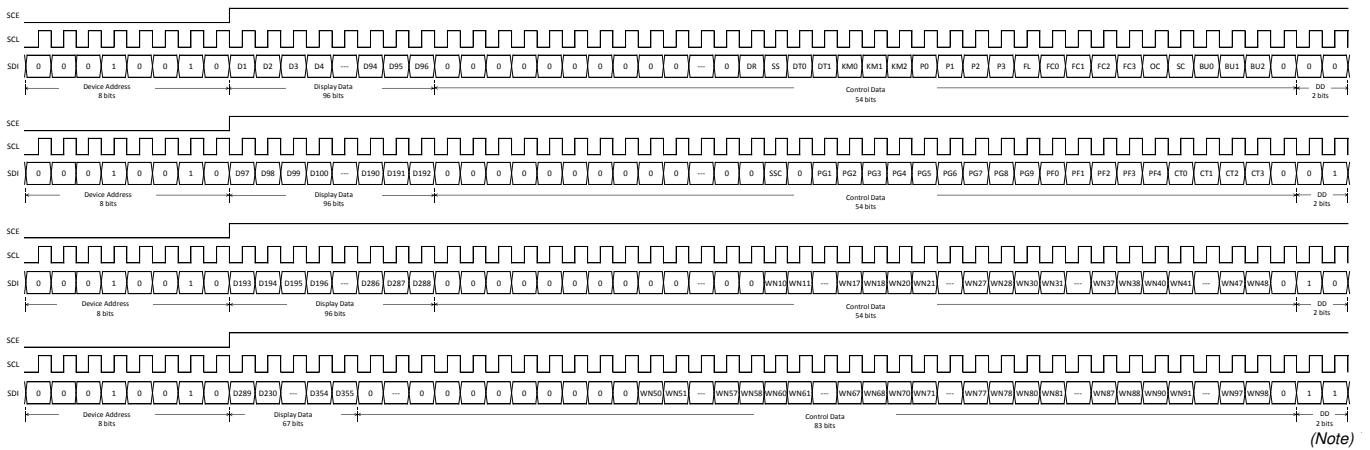 SCE
SCL
SDI 0 0 0 1 0 0 1 0 D1 D2 D3 D4 --- D94 D95 D96 0 0 0 0 0 0 0 0 0 0 --- 0 DR SS DT0 DT1 KM0 KM1 KM2 P0 P1 P2 P3 FL FC0 FC1 FC2 FC3 OC SC BU0 BU1 BU2 0 0 0
Device Address Display Data Control Data DD
8 bits 96 bits 54 bits 2 bits
SCE
SCL
SDI 0 0 0 1 0 0 1 0 D97 D98 D99 D100 --- D190 D191 D192 0 0 0 0 0 0 0 0 0 0 --- 0 0 SSC 0 PG1 PG2 PG3 PG4 PG5 PG6 PG7 PG8 PG9 PF0 PF1 PF2 PF3 PF4 CT0 CT1 CT2 CT3 0 0 1
Device Address Display Data Control Data DD
8 bits 96 bits 54 bits 2 bits
SCE
SCL
SDI 0 0 0 1 0 0 1 0 D193 D194 D195 D196 --- D286 D287 D288 0 0 0 0 0 0 0 0 0 0 --- 0 0 WN10 WN11 --- WN17 WN18 WN20 WN21 --- WN27 WN28 WN30 WN31 --- WN37 WN38 WN40 WN41 --- WN47 WN48 0 1 0
Device Address Display Data Control Data DD
8 bits 96 bits 54 bits 2 bits
SCE
SCL
SDI 0 0 0 1 0 0 1 0 D289 D230 --- D354 D355 0 --- 0 0 0 0 0 0 0 0 0 WN50 WN51 --- WN57 WN58 WN60 WN61 --- WN67 WN68 WN70 WN71 --- WN77 WN78 WN80 WN81 --- WN87 WN88 WN90 WN91 --- WN97 WN98 0 1 1
Device Address Display Data Control Data DD
8 bits 67 bits 83 bits 2 bits
(Note)